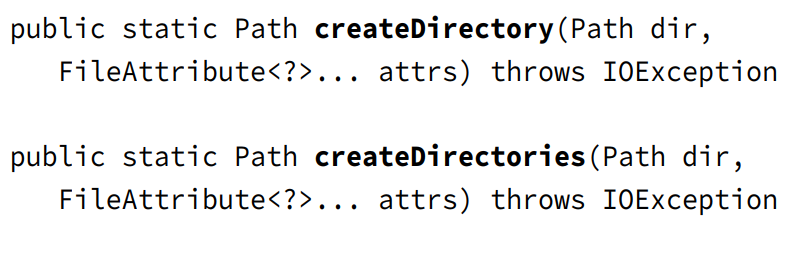 public static Path createDirectory(Path dir,
FileAttribute<?>... attrs) throws IOException
public static Path createDirectories(Path dir,
FileAttribute<?>... attrs) throws IOException